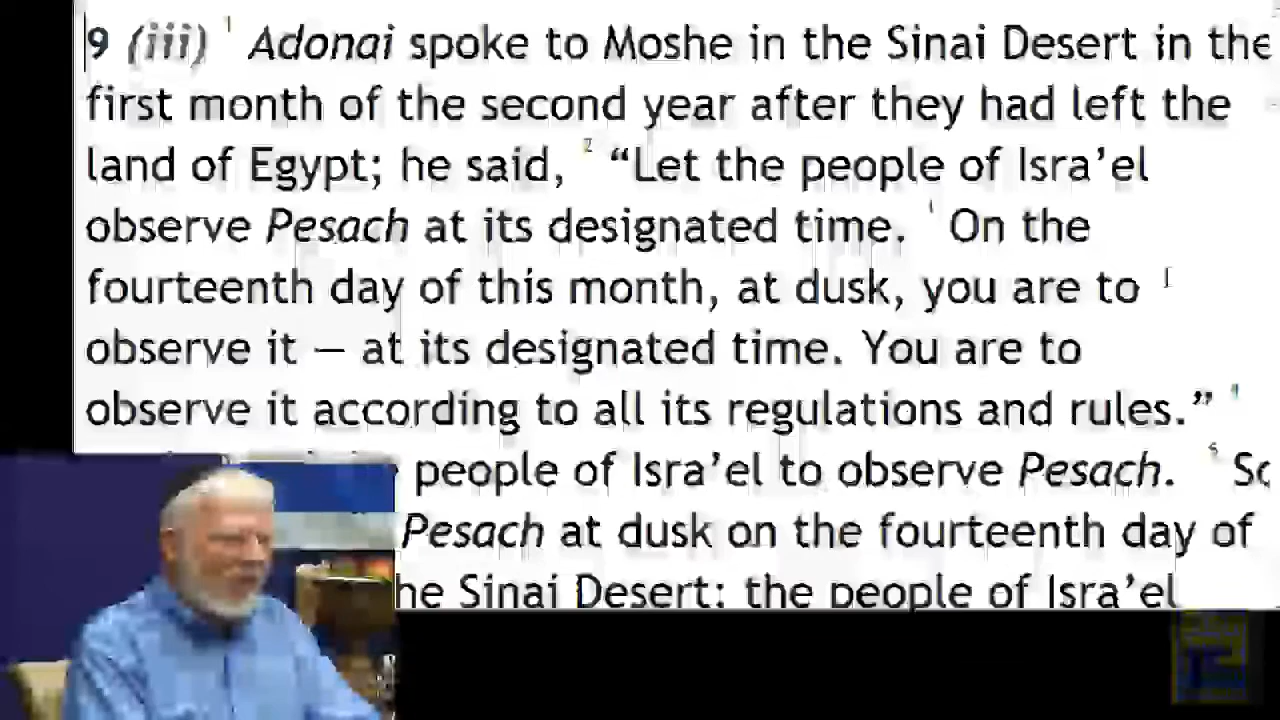 9 (iii) 1 Adonai spoke to Moshe in the Sinai Desert in the
first month of the second year after they had left the
land of Egypt; he said, 2 “Let the people of Isra’el
observe Pesach at its designated time. On the
fourteenth day of this month, at dusk, you are to
observe it — at its designated time. You are to
observe it according to all its regulations and rules.” 4
people of Isra’el to observe Pesach. 5
Pesach at dusk on the fourteenth day of
he Sinai Desert; the people of Isra’el